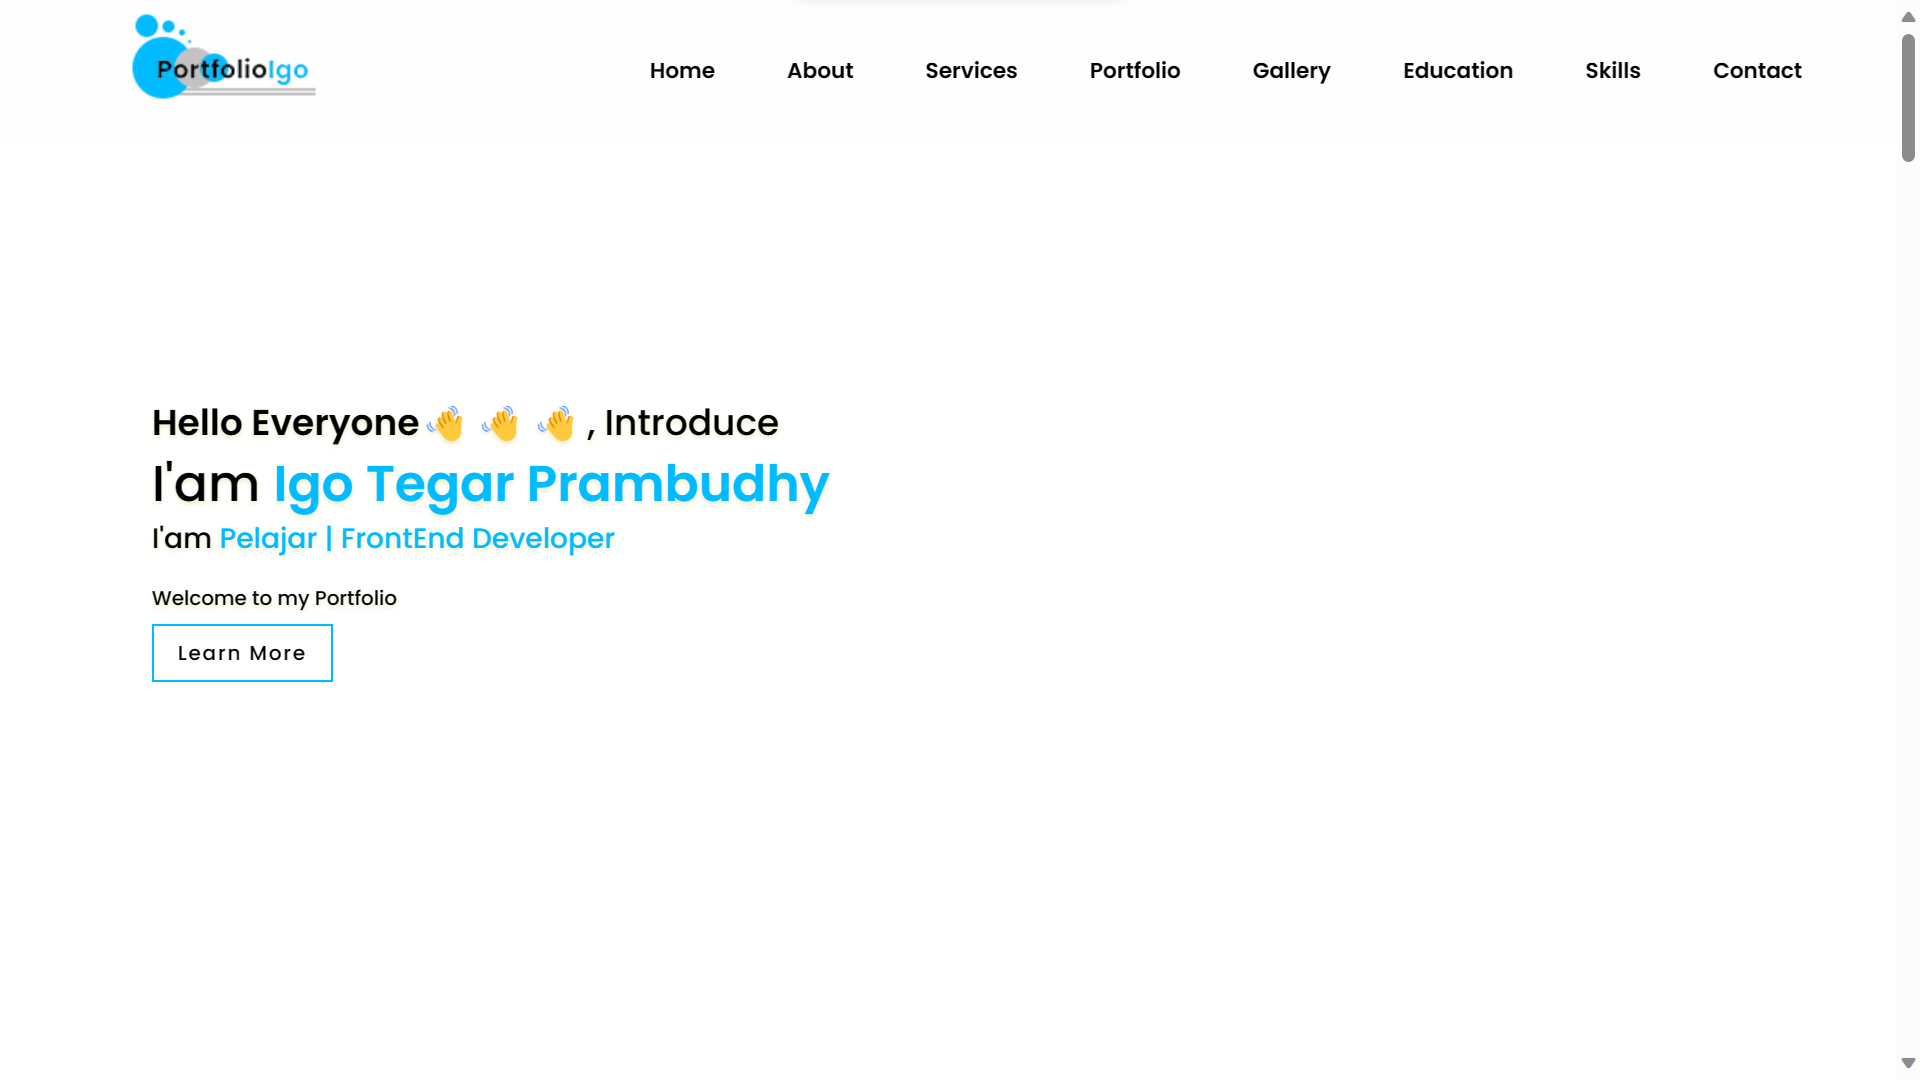 PortfolioIgo
Home About Services Portfolio Gallery Education Skills Contact
Hello Everyone👋 👋 👋 , Introduce
I'am Igo Tegar Prambudhy
I'am Pelajar | FrontEnd Developer
Welcome to my Portfolio
Learn More